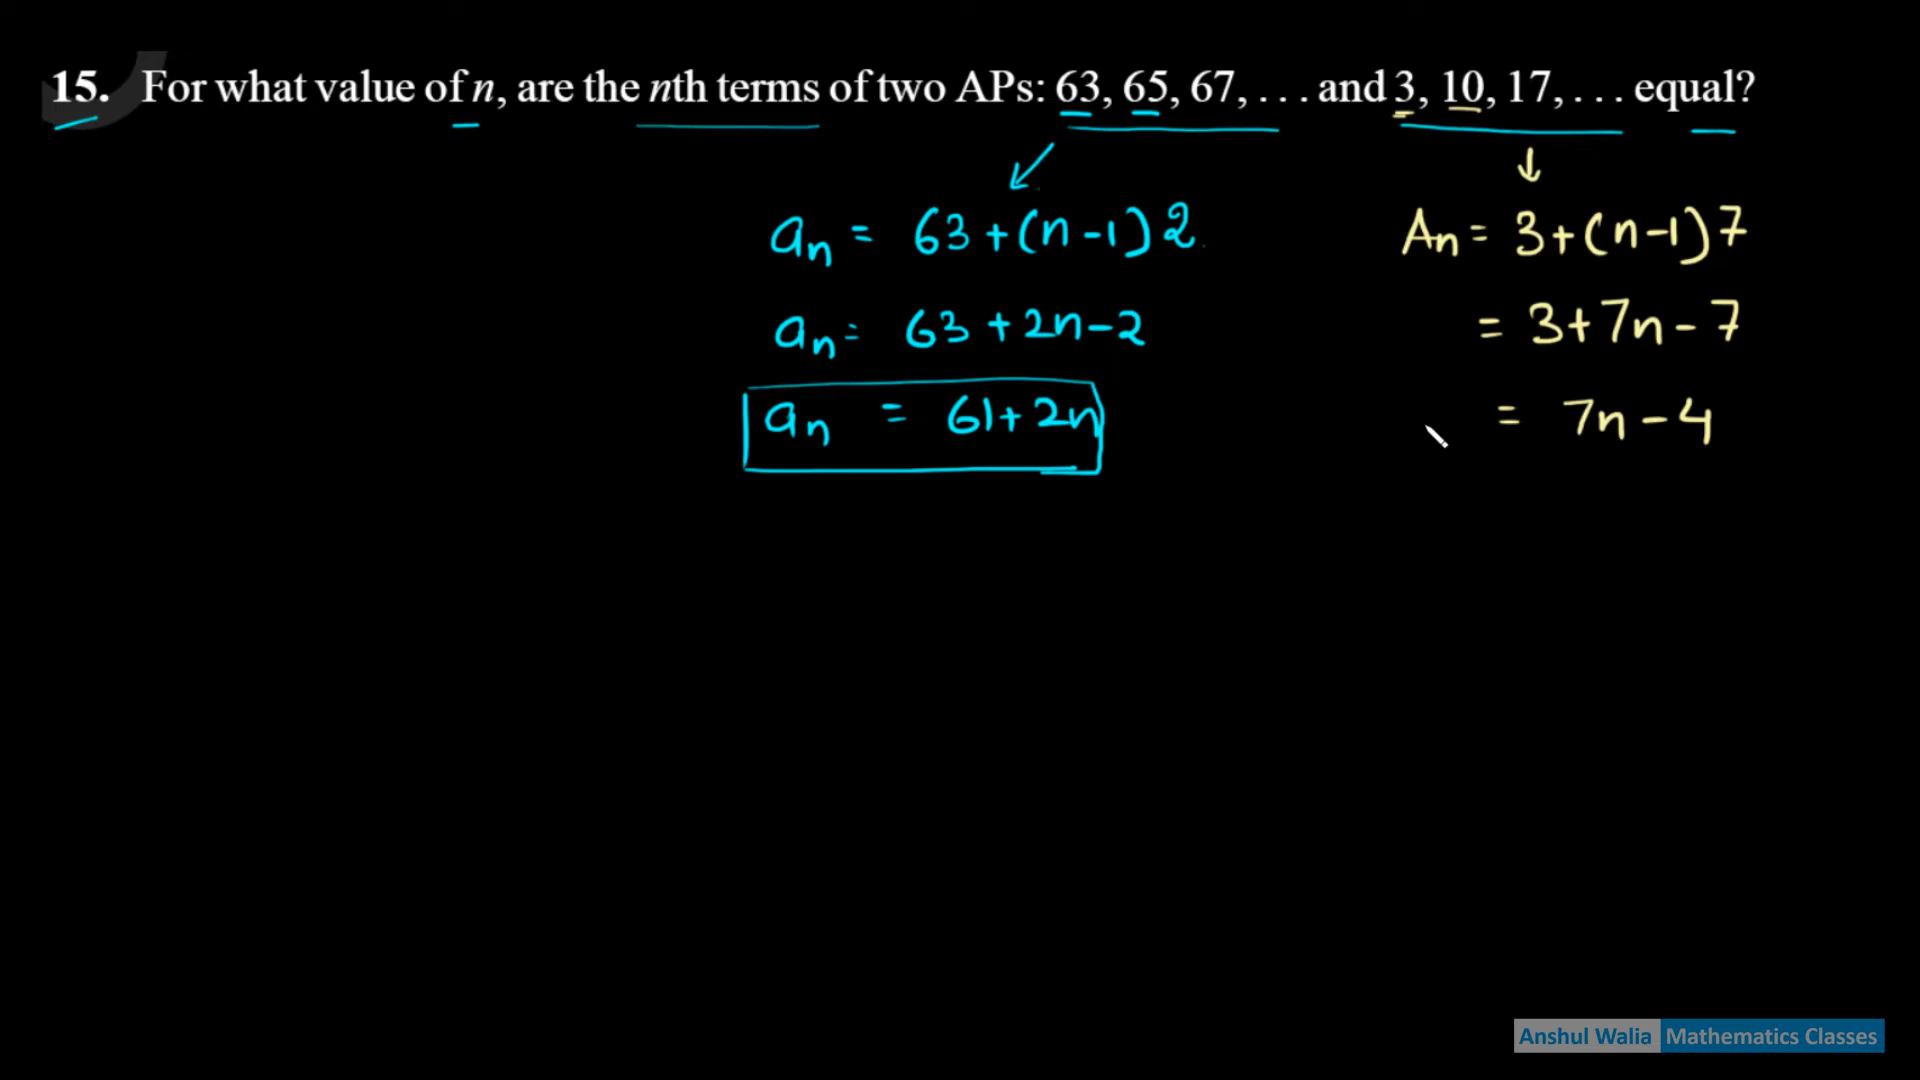 15. For what value of n, are the nth terms of two APs: 63, 65, 67, . . . and 3, 10, 17, . . . equal?
an = 63 + (n - 1) 2
An = 3 + (n - 1) 7
an = 63 + 2n - 2
= 3 + 7n - 7
an = 61 + 2n
= 7n - 4
Anshul Walia Mathematics Classes